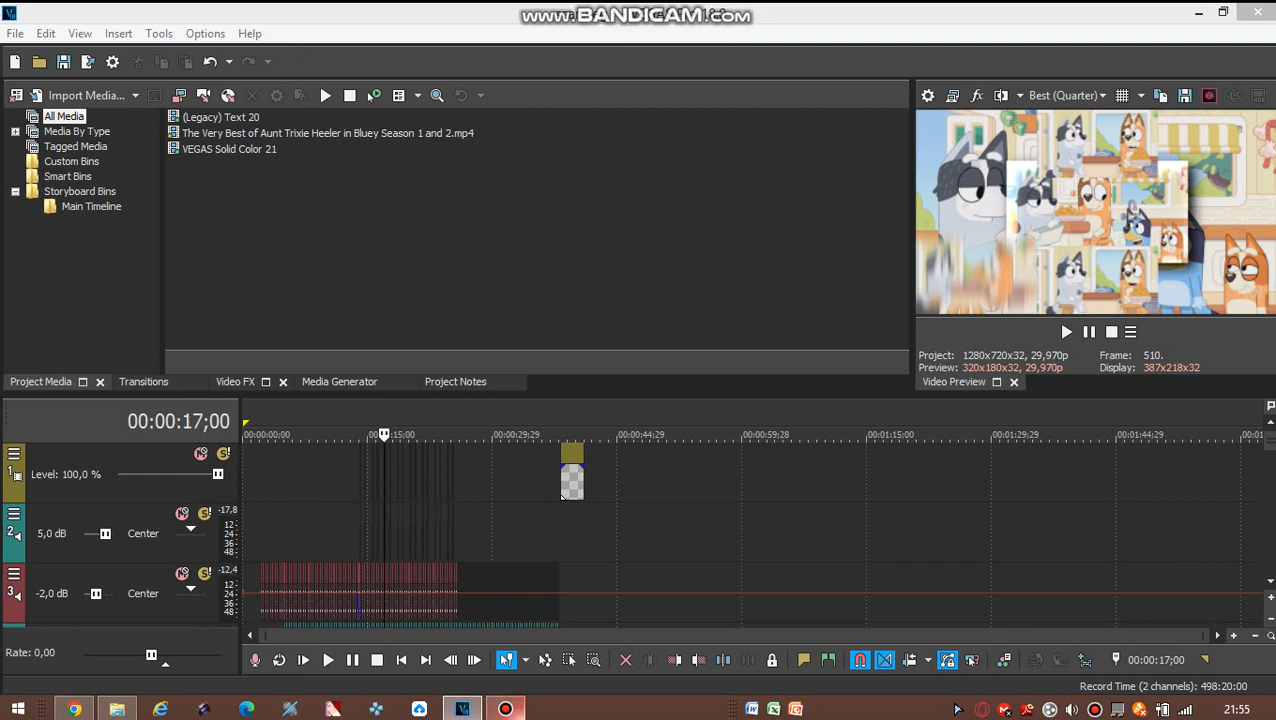 www.BANDICAM.com
File Edit View Insert Tools Options Help
Import Media...
Best (Quarter)
All Media
Media By Type
Tagged Media
Custom Bins
Smart Bins
Storyboard Bins
Main Timeline
(Legacy) Text 20
The Very Best of Aunt Trixie Heeler in Bluey Season 1 and 2.mp4
VEGAS Solid Color 21
Project: 1280x720x32, 29,970p Frame: 510.
Preview: 320x180x32, 29,970p Display: 387x218x32
Project Media Transitions Video FX Media Generator Project Notes Video Preview
00:00:17;00
00:00:00;00 00:00:15:00 00:00:29;29 00:00:44;29 00:00:59:28 00:01:15:00 00:01:29;29 00:01:44;29
1 Level: 100,0 %
2 5,0 dB Center -17,8
12
24
36
48
3 -2,0 dB Center -12,4
12
24
36
48
Rate: 0,00
00:00:17;00
Record Time (2 channels): 498:20:00
21:55